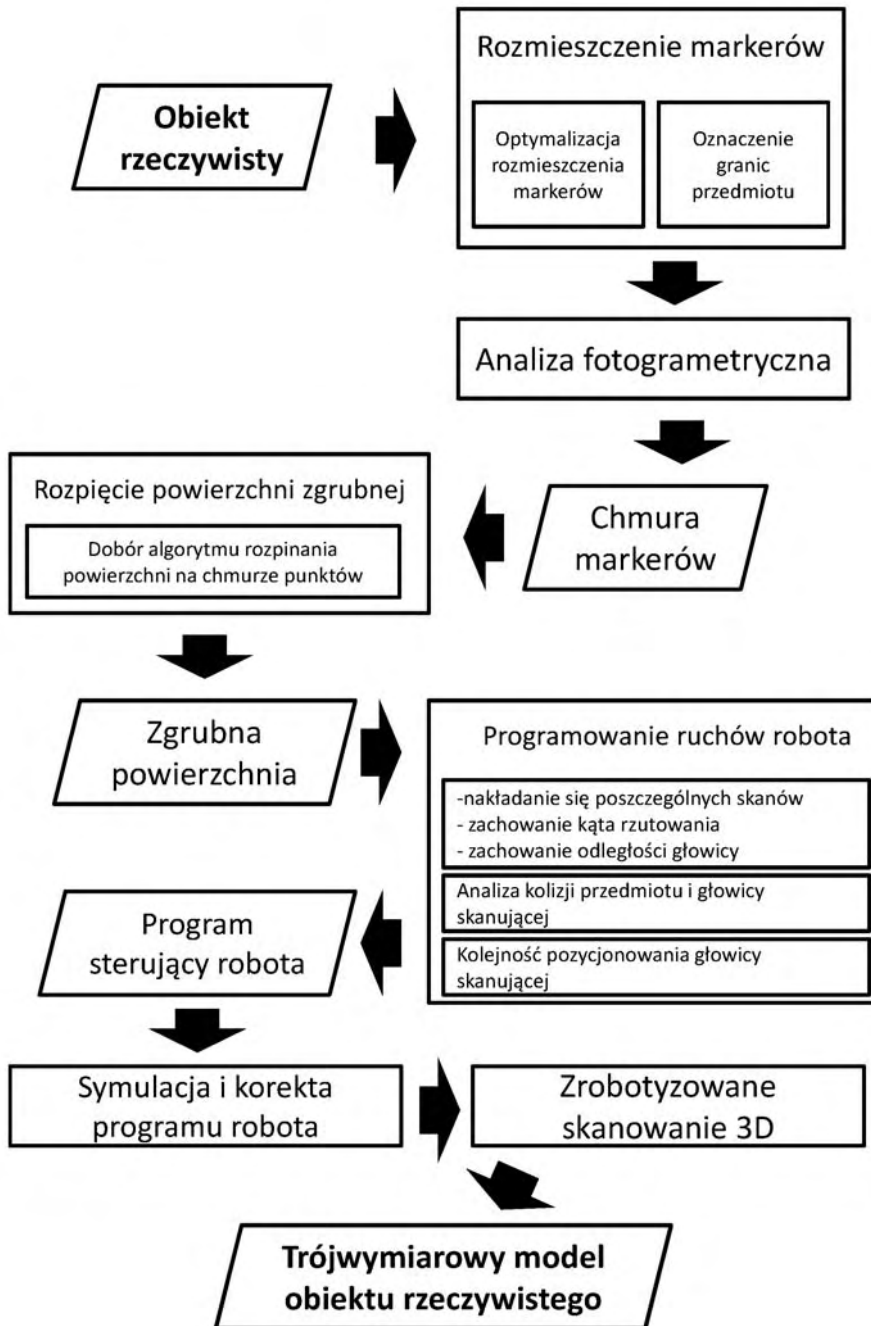 Obiekt
rzeczywisty
Rozmieszczenie markerów
Optymalizacja
rozmieszczenia
markerów
Oznaczenie
granic
przedmiotu
Analiza fotogrametryczna
Chmura
markerów
Rozpięcie powierzchni zgrubnej
Dobór algorytmu rozpinania
powierzchni na chmurze punktów
Zgrubna
powierzchnia
Programowanie ruchów robota
-nakładanie się poszczególnych skanów
- zachowanie kąta rzutowania
- zachowanie odległości głowicy
Analiza kolizji przedmiotu i głowicy
skanującej
Kolejność pozycjonowania głowicy
skanującej
Program
sterujący robota
Symulacja i korekta
programu robota
Zrobotyzowane
skanowanie 3D
Trójwymiarowy model
obiektu rzeczywistego